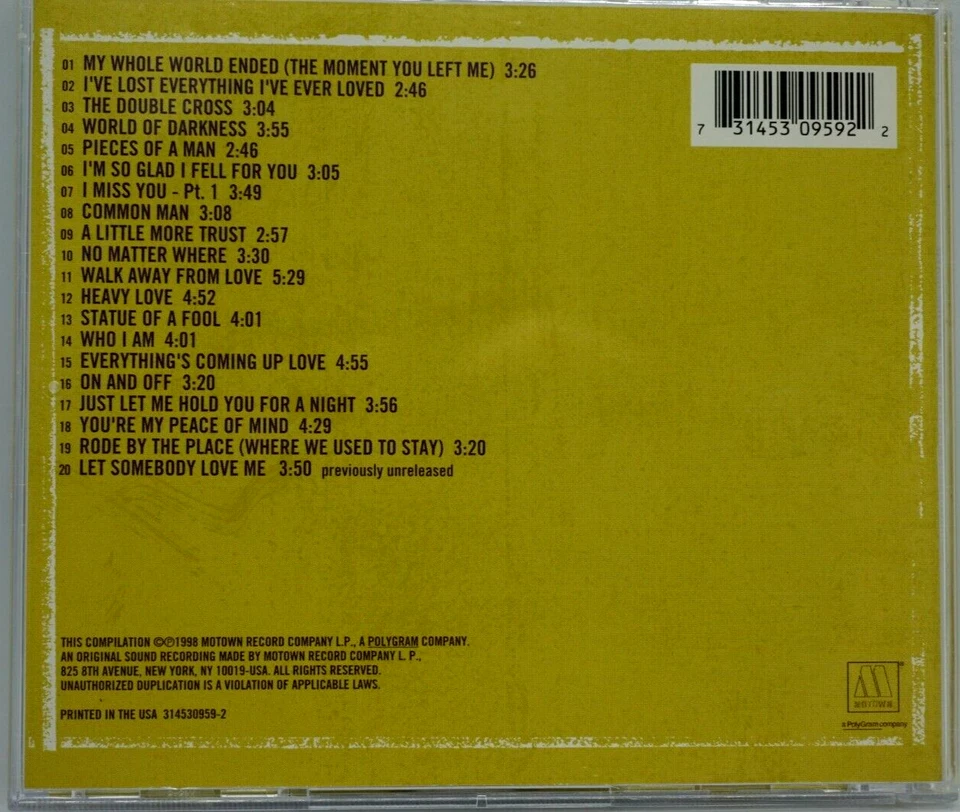 01 MY WHOLE WORLD ENDED (THE MOMENT YOU LEFT ME) 3:26
02 I'VE LOST EVERYTHING I'VE EVER LOVED 2:46
03 THE DOUBLE CROSS 3:04
04 WORLD OF DARKNESS 3:55
05 PIECES OF A MAN 2:46
06 I'M SO GLAD I FELL FOR YOU 3:05
07 I MISS YOU - Pt. 1 3:49
08 COMMON MAN 3:08
09 A LITTLE MORE TRUST 2:57
10 NO MATTER WHERE 3:30
11 WALK AWAY FROM LOVE 5:29
12 HEAVY LOVE 4:52
13 STATUE OF A FOOL 4:01
14 WHO I AM 4:01
15 EVERYTHING'S COMING UP LOVE 4:55
16 ON AND OFF 3:20
17 JUST LET ME HOLD YOU FOR A NIGHT 3:56
18 YOU'RE MY PEACE OF MIND 4:29
19 RODE BY THE PLACE (WHERE WE USED TO STAY) 3:20
20 LET SOMEBODY LOVE ME 3:50 previously unreleased
7 31453 09592 2
THIS COMPILATION ©℗1998 MOTOWN RECORD COMPANY L.P., A POLYGRAM COMPANY.
AN ORIGINAL SOUND RECORDING MADE BY MOTOWN RECORD COMPANY L. P.,
825 8TH AVENUE, NEW YORK, NY 10019-USA. ALL RIGHTS RESERVED.
UNAUTHORIZED DUPLICATION IS A VIOLATION OF APPLICABLE LAWS.
PRINTED IN THE USA 314530959-2
M
MOTOWN
®
a PolyGram company